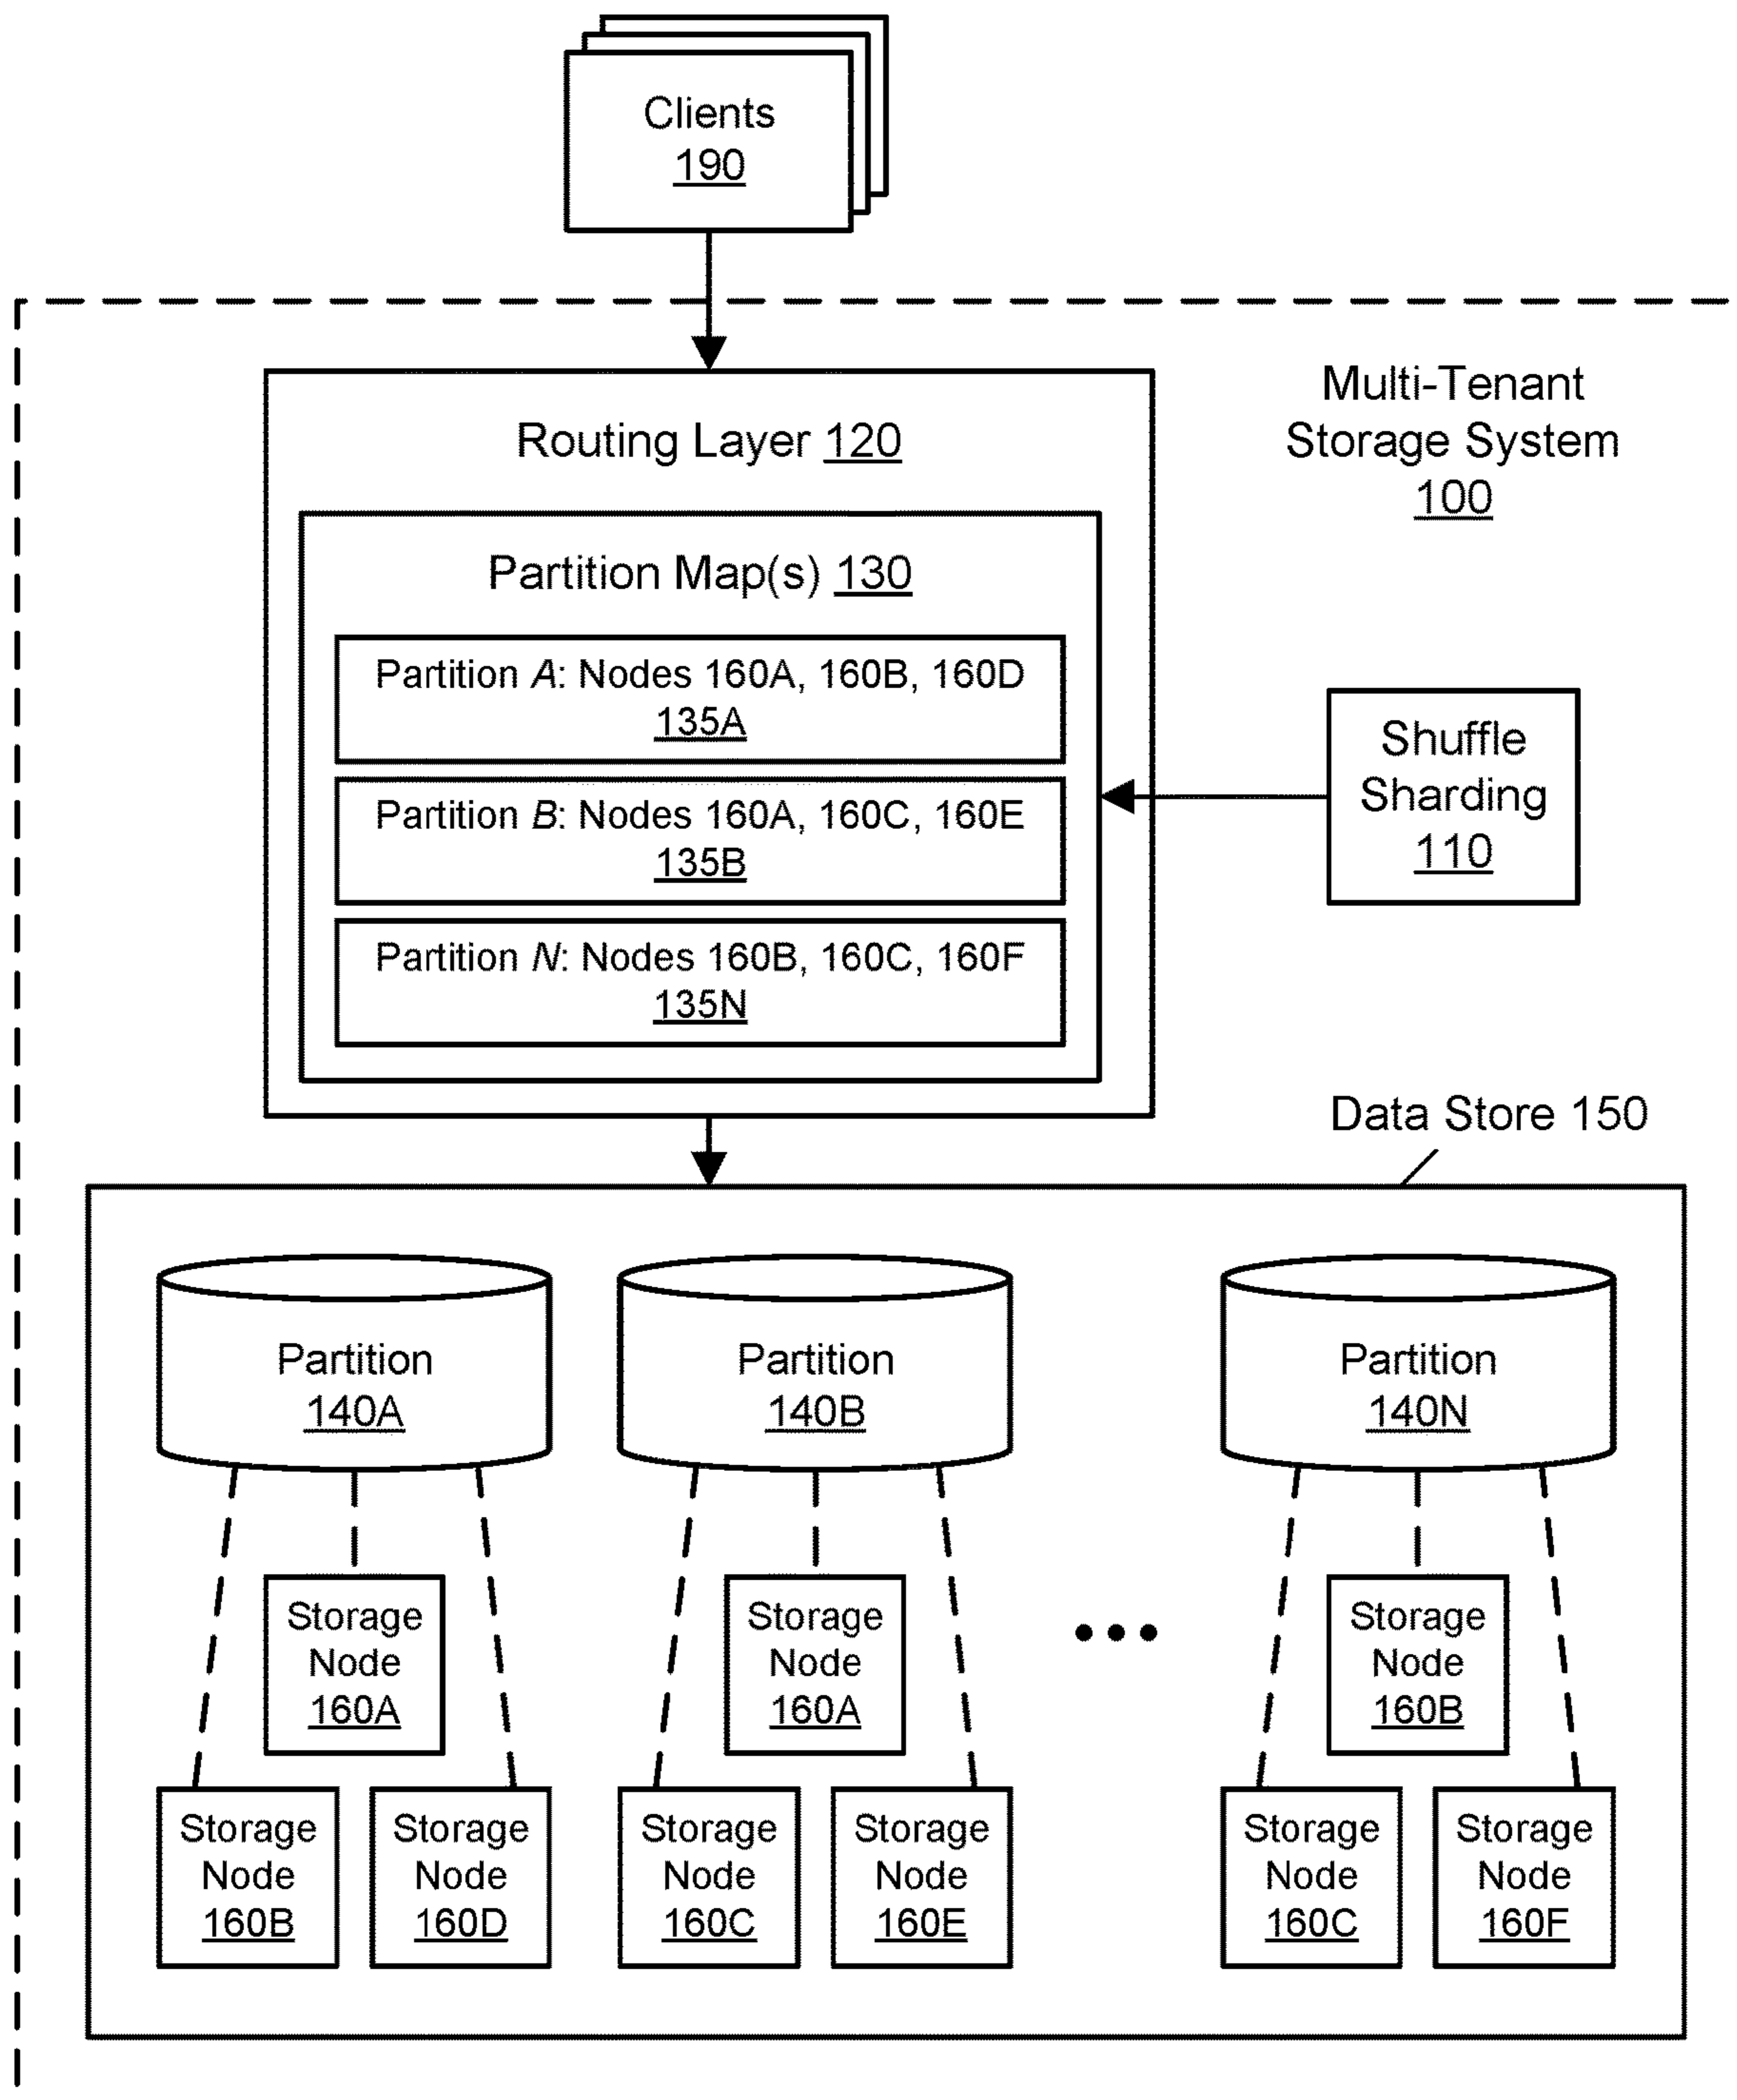 Clients
190
Multi-Tenant
Storage System
100
Routing Layer 120
Partition Map(s) 130
Partition A: Nodes 160A, 160B, 160D
135A
Partition B: Nodes 160A, 160C, 160E
135B
Partition N: Nodes 160B, 160C, 160F
135N
Shuffle
Sharding
110
Data Store 150
Partition
140A
Partition
140B
Partition
140N
Storage
Node
160A
Storage
Node
160A
Storage
Node
160B
Storage
Node
160B
Storage
Node
160D
Storage
Node
160C
Storage
Node
160E
Storage
Node
160C
Storage
Node
160F